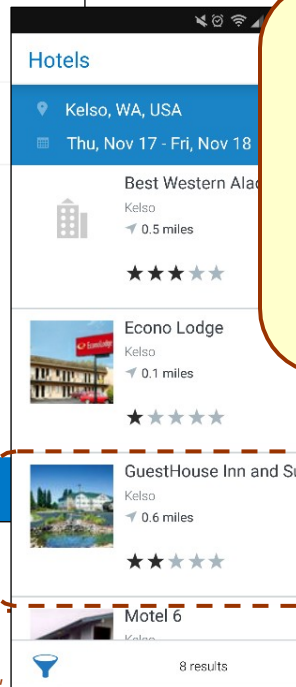 Hotels
Kelso, WA, USA
Thu, Nov 17 - Fri, Nov 18
Best Western
Kelso
0.5 miles
Econo Lodge
Kelso
0.1 miles
GuestHouse Inn and
Kelso
0.6 miles
Motel 6
8 results